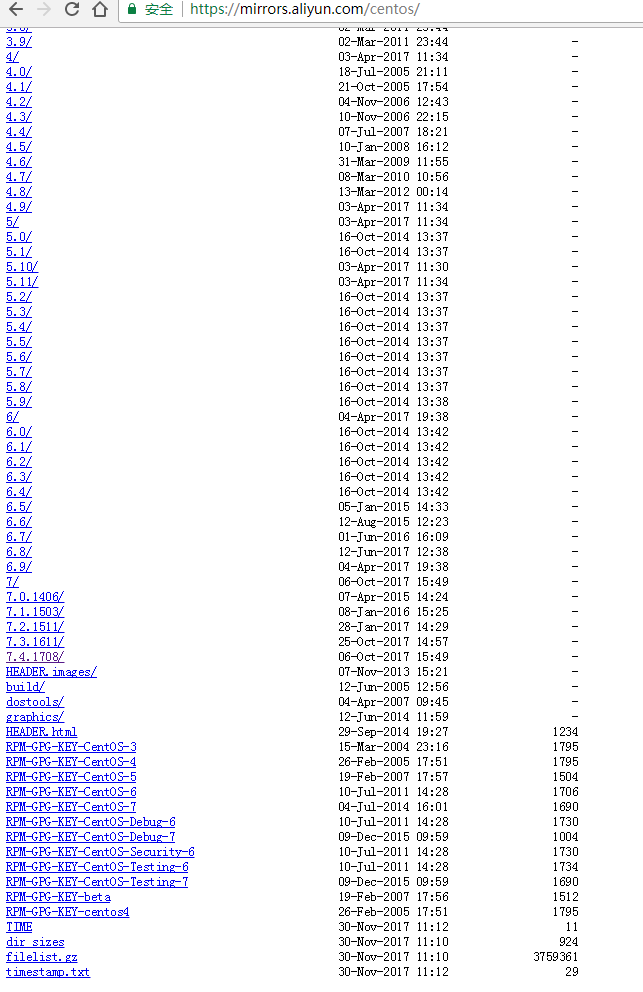 安全 https://mirrors.aliyun.com/centos/
3.9/ 02-Mar-2011 23:44 -
4/ 03-Apr-2017 11:34 -
4.0/ 18-Jul-2005 21:11 -
4.1/ 21-Oct-2005 17:54 -
4.2/ 04-Nov-2006 12:43 -
4.3/ 10-Nov-2006 22:15 -
4.4/ 07-Jul-2007 18:21 -
4.5/ 10-Jan-2008 16:12 -
4.6/ 31-Mar-2009 11:55 -
4.7/ 08-Mar-2010 10:56 -
4.8/ 13-Mar-2012 00:14 -
4.9/ 03-Apr-2017 11:34 -
5/ 03-Apr-2017 11:34 -
5.0/ 16-Oct-2014 13:37 -
5.1/ 16-Oct-2014 13:37 -
5.10/ 03-Apr-2017 11:30 -
5.11/ 03-Apr-2017 11:34 -
5.2/ 16-Oct-2014 13:37 -
5.3/ 16-Oct-2014 13:37 -
5.4/ 16-Oct-2014 13:37 -
5.5/ 16-Oct-2014 13:37 -
5.6/ 16-Oct-2014 13:37 -
5.7/ 16-Oct-2014 13:37 -
5.8/ 16-Oct-2014 13:37 -
5.9/ 16-Oct-2014 13:38 -
6/ 04-Apr-2017 19:38 -
6.0/ 16-Oct-2014 13:42 -
6.1/ 16-Oct-2014 13:42 -
6.2/ 16-Oct-2014 13:42 -
6.3/ 16-Oct-2014 13:42 -
6.4/ 16-Oct-2014 13:42 -
6.5/ 05-Jan-2015 14:33 -
6.6/ 12-Aug-2015 12:23 -
6.7/ 01-Jun-2016 16:09 -
6.8/ 12-Jun-2017 12:38 -
6.9/ 04-Apr-2017 19:38 -
7/ 06-Oct-2017 15:49 -
7.0.1406/ 07-Apr-2015 14:24 -
7.1.1503/ 08-Jan-2016 15:25 -
7.2.1511/ 28-Jan-2017 14:29 -
7.3.1611/ 25-Oct-2017 14:57 -
7.4.1708/ 06-Oct-2017 15:49 -
HEADER.images/ 07-Nov-2013 15:21 -
build/ 12-Jun-2005 12:56 -
dostools/ 04-Apr-2007 09:45 -
graphics/ 12-Jun-2014 11:59 -
HEADER.html 29-Sep-2014 19:27 1234
RPM-GPG-KEY-CentOS-3 15-Mar-2004 23:16 1795
RPM-GPG-KEY-CentOS-4 26-Feb-2005 17:51 1795
RPM-GPG-KEY-CentOS-5 19-Feb-2007 17:57 1504
RPM-GPG-KEY-CentOS-6 10-Jul-2011 14:28 1706
RPM-GPG-KEY-CentOS-7 04-Jul-2014 16:01 1690
RPM-GPG-KEY-CentOS-Debug-6 10-Jul-2011 14:28 1730
RPM-GPG-KEY-CentOS-Debug-7 09-Dec-2015 09:59 1004
RPM-GPG-KEY-CentOS-Security-6 10-Jul-2011 14:28 1730
RPM-GPG-KEY-CentOS-Testing-6 10-Jul-2011 14:28 1734
RPM-GPG-KEY-CentOS-Testing-7 09-Dec-2015 09:59 1690
RPM-GPG-KEY-beta 19-Feb-2007 17:56 1512
RPM-GPG-KEY-centos4 26-Feb-2005 17:51 1795
TIME 30-Nov-2017 11:12 11
dir_sizes 30-Nov-2017 11:10 924
filelist.gz 30-Nov-2017 11:10 3759361
timestamp.txt 30-Nov-2017 11:12 29